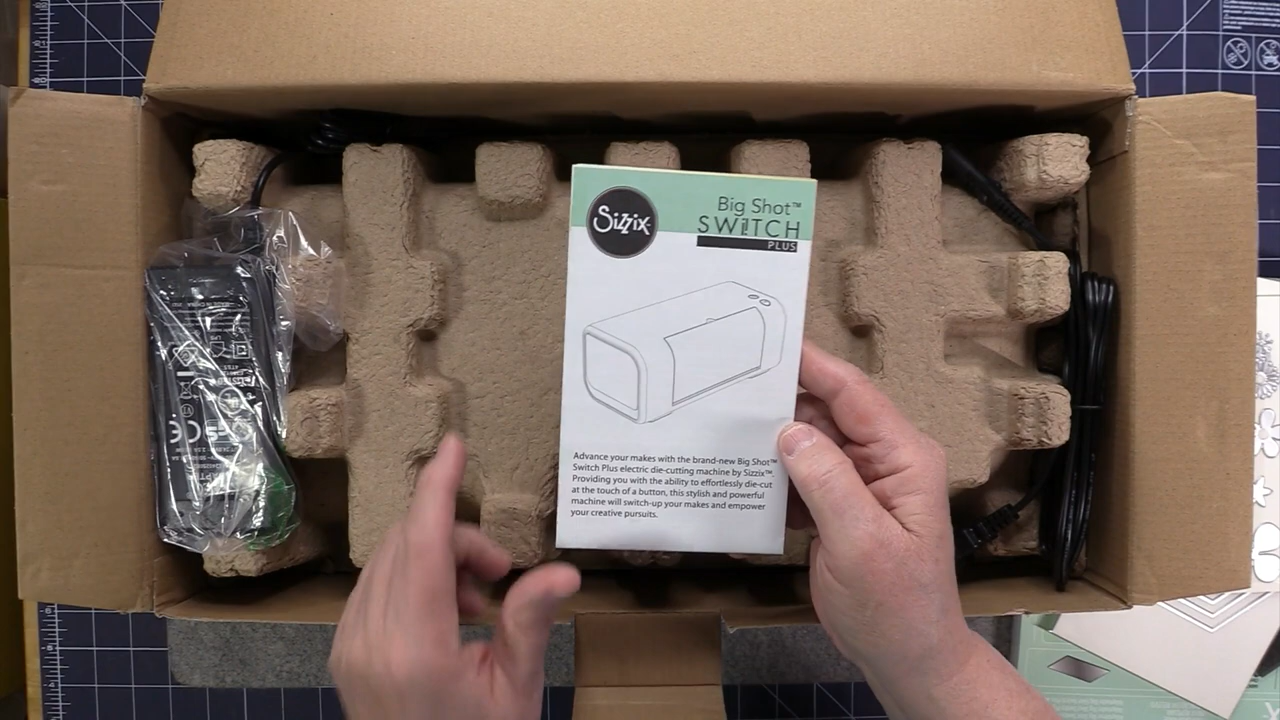 Sizzix
Big Shot™
SWITCH
PLUS
Advance your makes with the brand-new Big Shot™
Switch Plus electric die-cutting machine by Sizzix™.
Providing you with the ability to effortlessly die-cut
at the touch of a button, this stylish and powerful
machine will switch-up your makes and empower
your creative pursuits.
CE